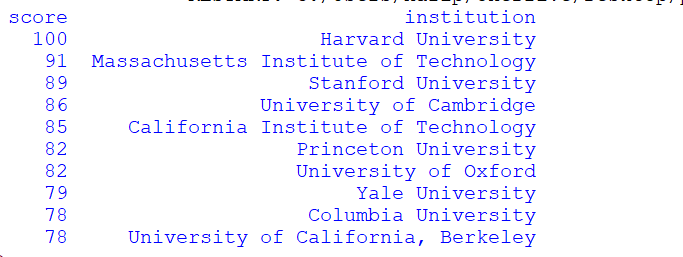 score institution
100 Harvard University
91 Massachusetts Institute of Technology
89 Stanford University
86 University of Cambridge
85 California Institute of Technology
82 Princeton University
82 University of Oxford
79 Yale University
78 Columbia University
78 University of California, Berkeley